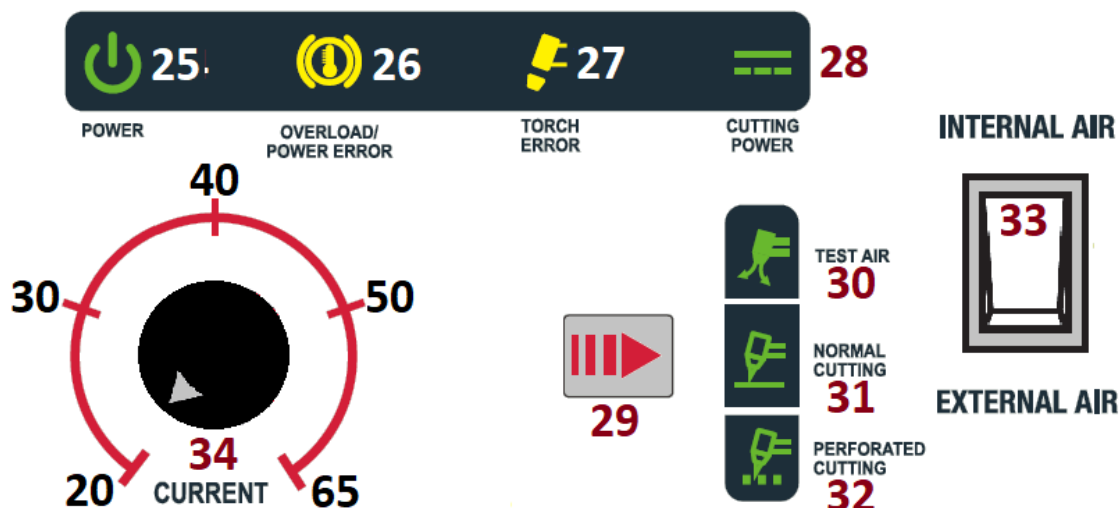 25.
26
27
28
POWER
OVERLOAD/
POWER ERROR
TORCH
ERROR
CUTTING
POWER
INTERNAL AIR
33
EXTERNAL AIR
40
30
50
20
65
34
CURRENT
29
TEST AIR
30
NORMAL
CUTTING
31
PERFORATED
CUTTING
32